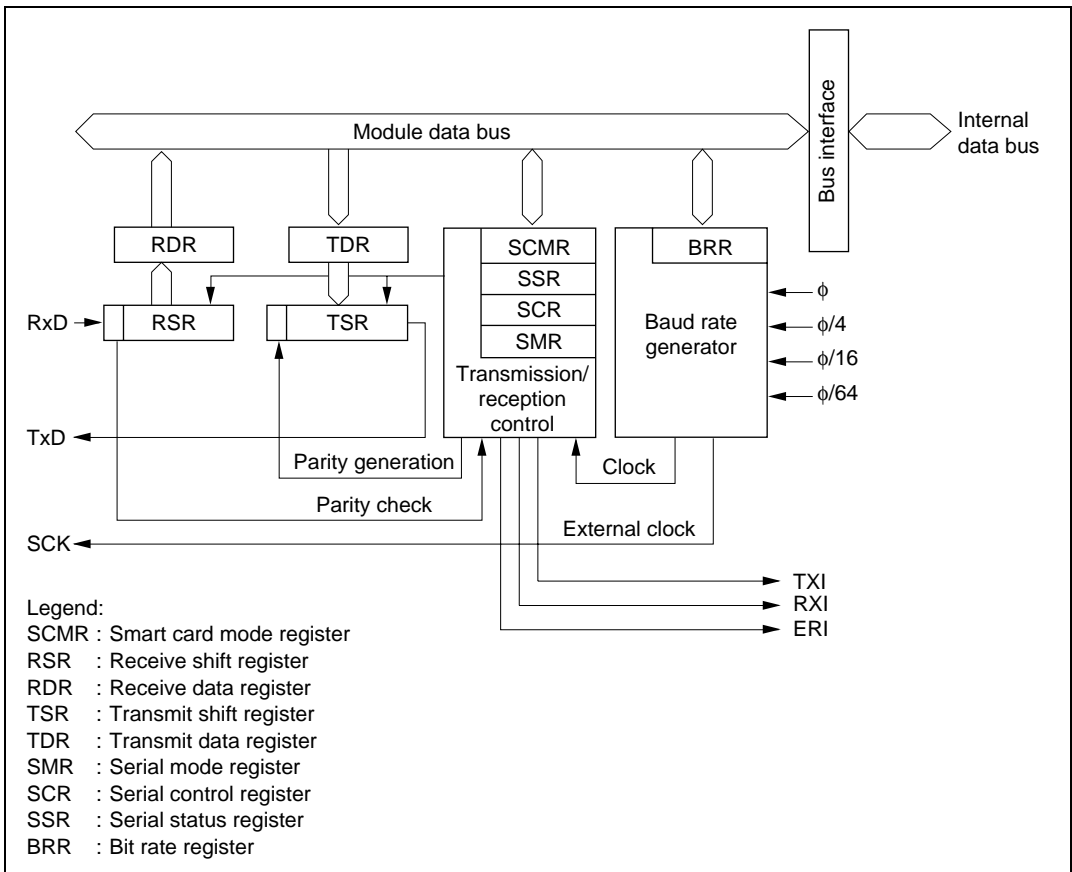 Module data bus
Bus interface
Internal
data bus
RDR
TDR
SCMR
BRR
SSR
SCR
SMR
RxD
RSR
TSR
Baud rate
generator
ϕ
ϕ/4
ϕ/16
ϕ/64
Transmission/
reception
control
TxD
Parity generation
Clock
Parity check
External clock
SCK
TXI
RXI
ERI
Legend:
SCMR : Smart card mode register
RSR : Receive shift register
RDR : Receive data register
TSR : Transmit shift register
TDR : Transmit data register
SMR : Serial mode register
SCR : Serial control register
SSR : Serial status register
BRR : Bit rate register